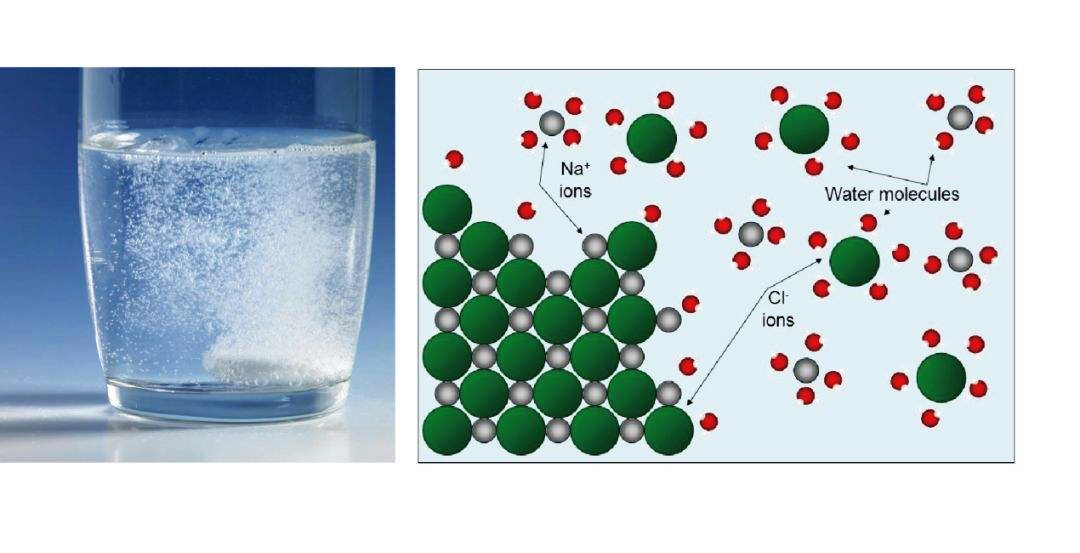 Na⁺
ions
Water molecules
Cl⁻
ions